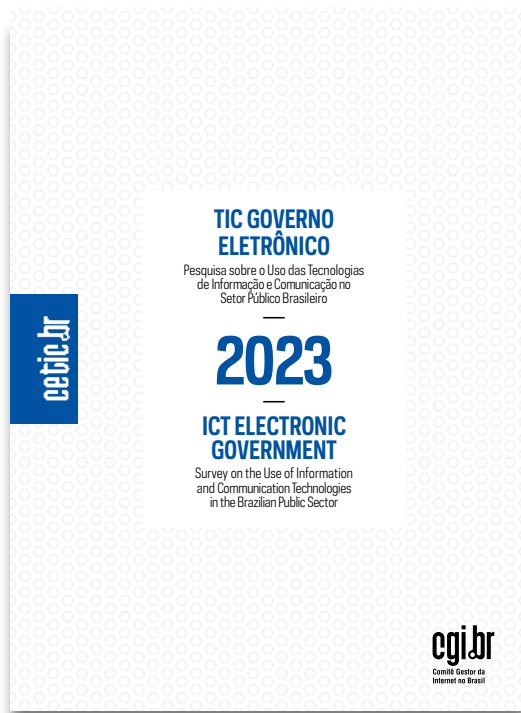 TIC GOVERNO
ELETRÔNICO
Pesquisa sobre o Uso das Tecnologias
de Informação e Comunicação no
Setor Público Brasileiro
2023
ICT ELECTRONIC
GOVERNMENT
Survey on the Use of Information
and Communication Technologies
in the Brazilian Public Sector
cetic.br
cgi.br
Comitê Gestor da
Internet no Brasil